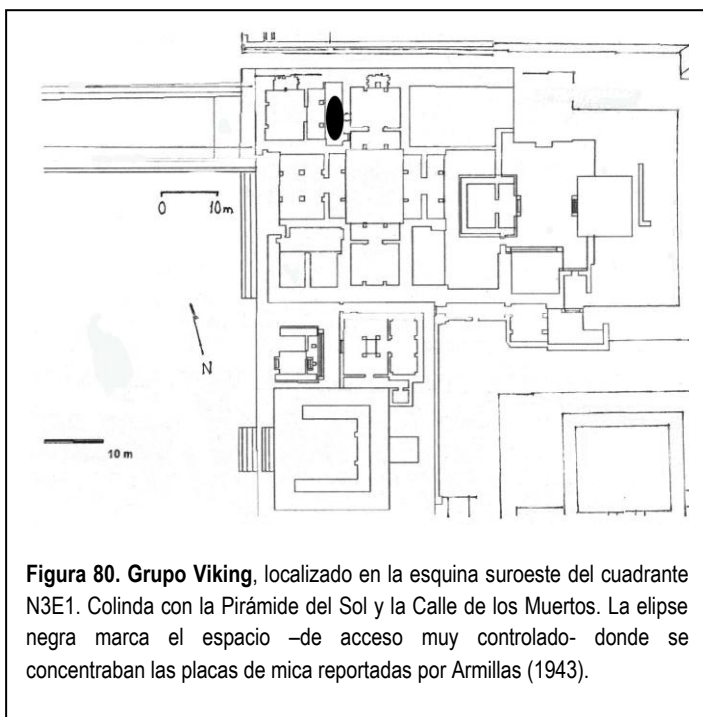 0 10m
N
10 m
Figura 80. Grupo Viking, localizado en la esquina suroeste del cuadrante
N3E1. Colinda con la Pirámide del Sol y la Calle de los Muertos. La elipse
negra marca el espacio –de acceso muy controlado- donde se
concentraban las placas de mica reportadas por Armillas (1943).